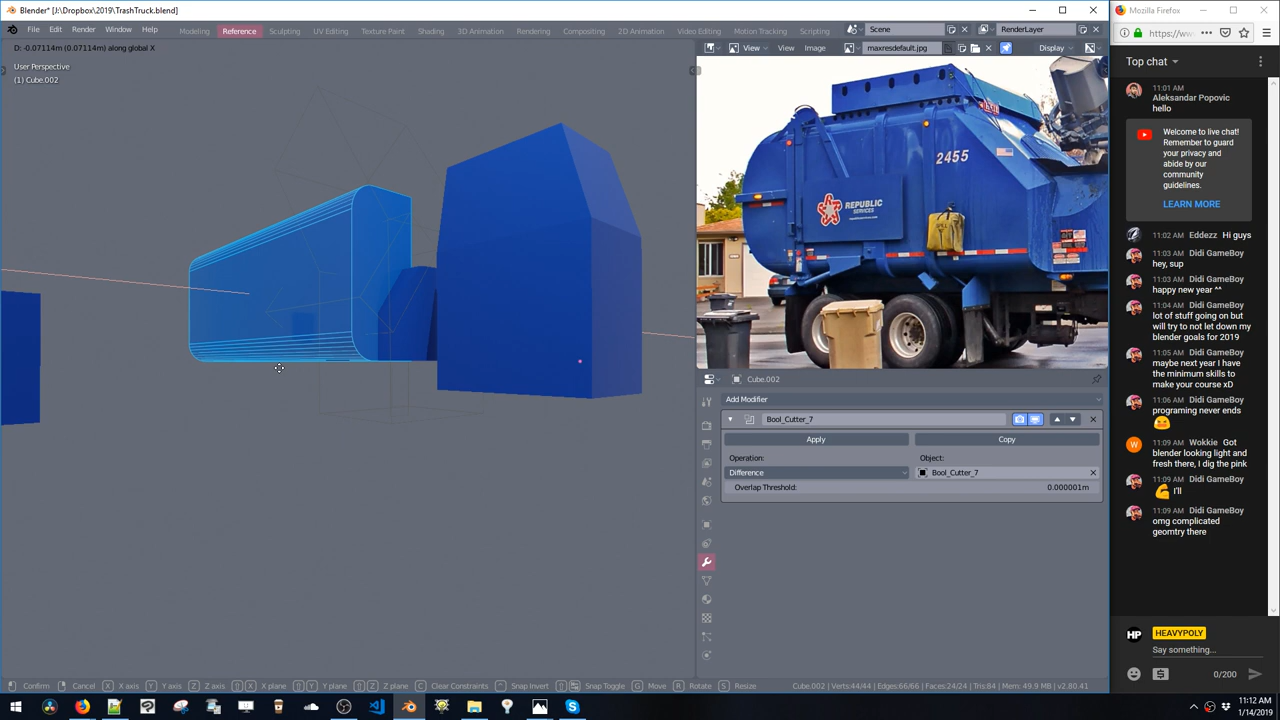 Blender* [J:\Dropbox\2019\TrashTruck.blend]
File Edit Render Window Help Modeling Reference Sculpting UV Editing Texture Paint Shading 3D Animation Rendering Compositing 2D Animation Video Editing Motion Tracking Scripting Scene RenderLayer
D: -0.07114m (0.07114m) along global X
User Perspective
(1) Cube.002
View View Image maxresdefault.jpg Display
2455
REPUBLIC
SERVICES
Cube.002
Add Modifier
Bool_Cutter_7
Apply Copy
Operation: Object:
Difference Bool_Cutter_7
Overlap Threshold: 0.000001m
Confirm Cancel X X axis Y Y axis Z Z axis X X plane Y Y plane Z Z plane C Clear Constraints Snap Invert Snap Toggle G Move R Rotate S Resize Cube.002 | Verts:44/44 | Edges:66/66 | Faces:24/24 | Tris:84 | Mem: 49.9 MB | v2.80.41
Mozilla Firefox
https://www
Top chat
11:01 AM Aleksandar Popovic
hello
Welcome to live chat!
Remember to guard
your privacy and
abide by our
community
guidelines.
LEARN MORE
11:02 AM Eddezz Hi guys
11:03 AM Didi GameBoy
hey, sup
11:03 AM Didi GameBoy
happy new year ^^
11:04 AM Didi GameBoy
lot of stuff going on but
will try to not let down my
blender goals for 2019
11:05 AM Didi GameBoy
maybe next year I have
the minimum skills to
make your course xD
11:06 AM Didi GameBoy
programing never ends
11:09 AM Wokkie Got
blender looking light and
fresh there, I dig the pink
11:09 AM Didi GameBoy
I'll
11:09 AM Didi GameBoy
omg complicated
geomtry there
HP HEAVYPOLY
Say something...
0/200
11:12 AM
1/14/2019